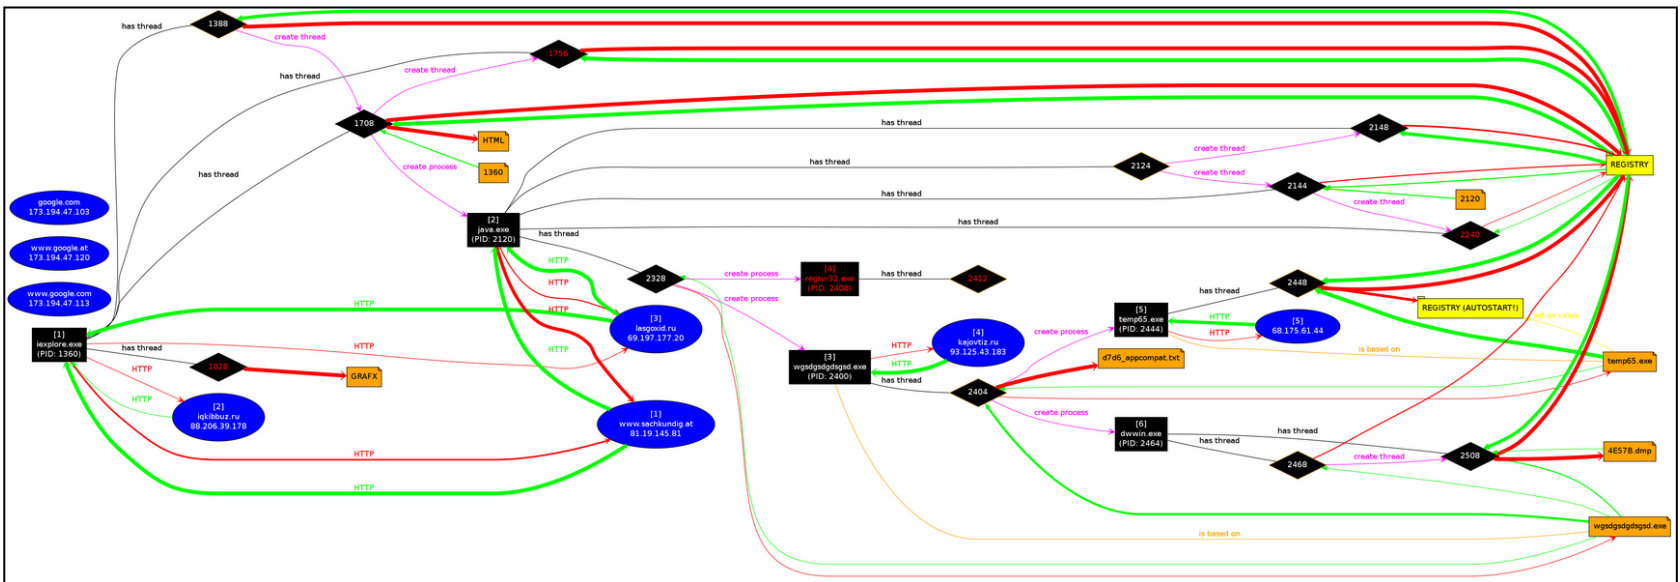 1388
has thread
create thread
1756
create thread
has thread
1708
HTML
1360
create process
has thread
has thread
2148
create thread
has thread
2124
create thread
2144
REGISTRY
2120
create thread
has thread
has thread
2240
google.com
173.194.47.103
www.google.at
173.194.47.120
www.google.com
173.194.47.113
[2]
java.exe
(PID: 2120)
has thread
HTTP
HTTP
HTTP
HTTP
2328
create process
create process
[4]
regsvr32.exe
(PID: 2408)
has thread
2412
2448
has thread
REGISTRY (AUTOSTART!)
set as value
[1]
iexplore.exe
(PID: 1360)
has thread
HTTP
HTTP
HTTP
HTTP
HTTP
HTTP
1028
GRAFX
[2]
iqkibbuz.ru
88.206.39.178
[3]
lasgoxid.ru
69.197.177.20
[1]
www.sachkundig.at
81.19.145.81
[3]
wgsdgsdgdsgsd.exe
(PID: 2400)
HTTP
HTTP
has thread
[4]
kajovtiz.ru
93.125.43.183
2404
create process
create process
d7d6_appcompat.txt
[5]
temp65.exe
(PID: 2444)
HTTP
HTTP
[5]
68.175.61.44
is based on
temp65.exe
[6]
dwwin.exe
(PID: 2464)
has thread
has thread
2468
create thread
2508
4E57B.dmp
wgsdgsdgdsgsd.exe
is based on